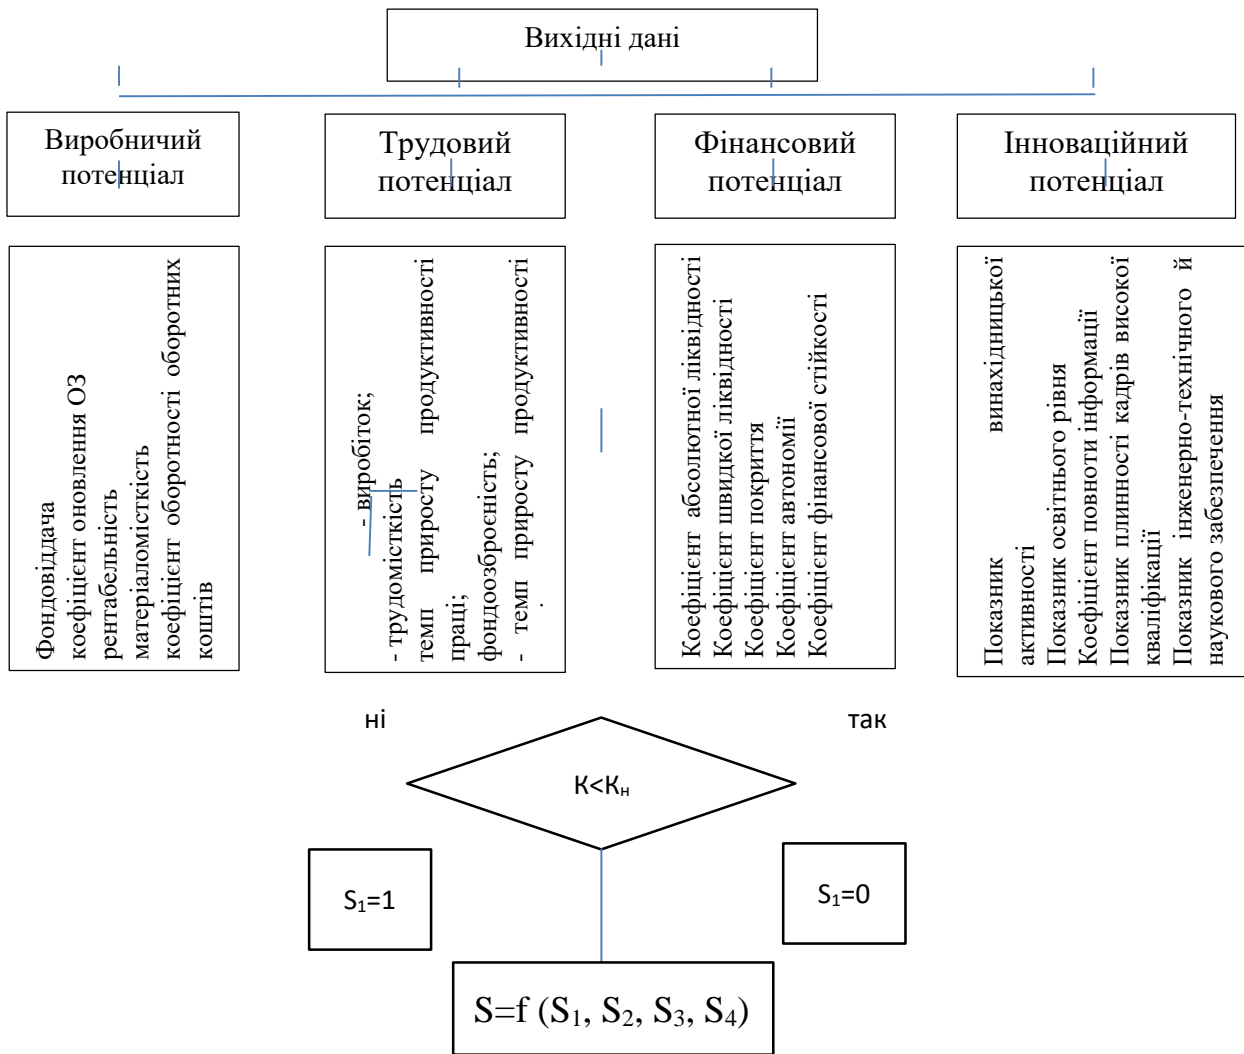 Вихідні дані
Виробничий
потенціал
Трудовий
потенціал
Фінансовий
потенціал
Інноваційний
потенціал
Фондовіддача
коефіцієнт оновлення ОЗ
рентабельність
матеріаломісткість
коефіцієнт оборотності оборотних
коштів
- виробіток;
- трудомісткість
темп приросту продуктивності
праці;
фондоозброєність;
- темп приросту продуктивності
.
Коефіцієнт абсолютної ліквідності
Коефіцієнт швидкої ліквідності
Коефіцієнт покриття
Коефіцієнт автономії
Коефіцієнт фінансової стійкості
Показник винахідницької
активності
Показник освітнього рівня
Коефіцієнт повноти інформації
Показник плинності кадрів високої
кваліфікації
Показник інженерно-технічного й
наукового забезпечення
ні
так
К<Кн
S1=1
S1=0
S=f (S1, S2, S3, S4)